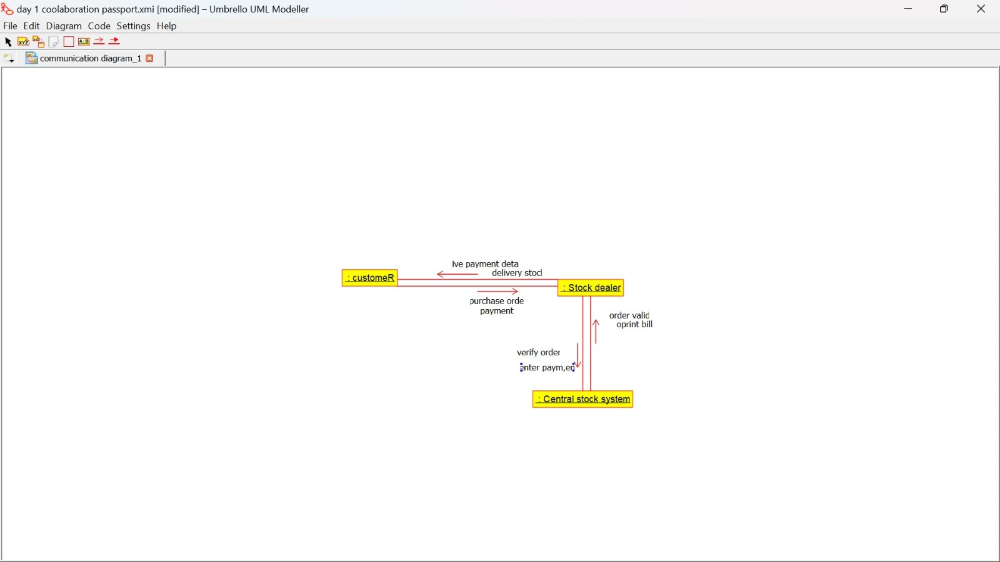 day 1 coolaboration passport.xmi [modified] – Umbrello UML Modeller
File Edit Diagram Code Settings Help
XYZ
A:B
communication diagram_1
ive payment deta
delivery stocl
: customeR
: Stock dealer
purchase orde
payment
order valid
oprint bill
verify order
enter paym,en
: Central stock system